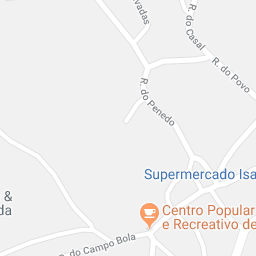 vadas
R. do Casal
R. do Povo
R. do Penedo
Supermercado Isa
&
da
Centro Popular
e Recreativo de
R. do Campo Bola